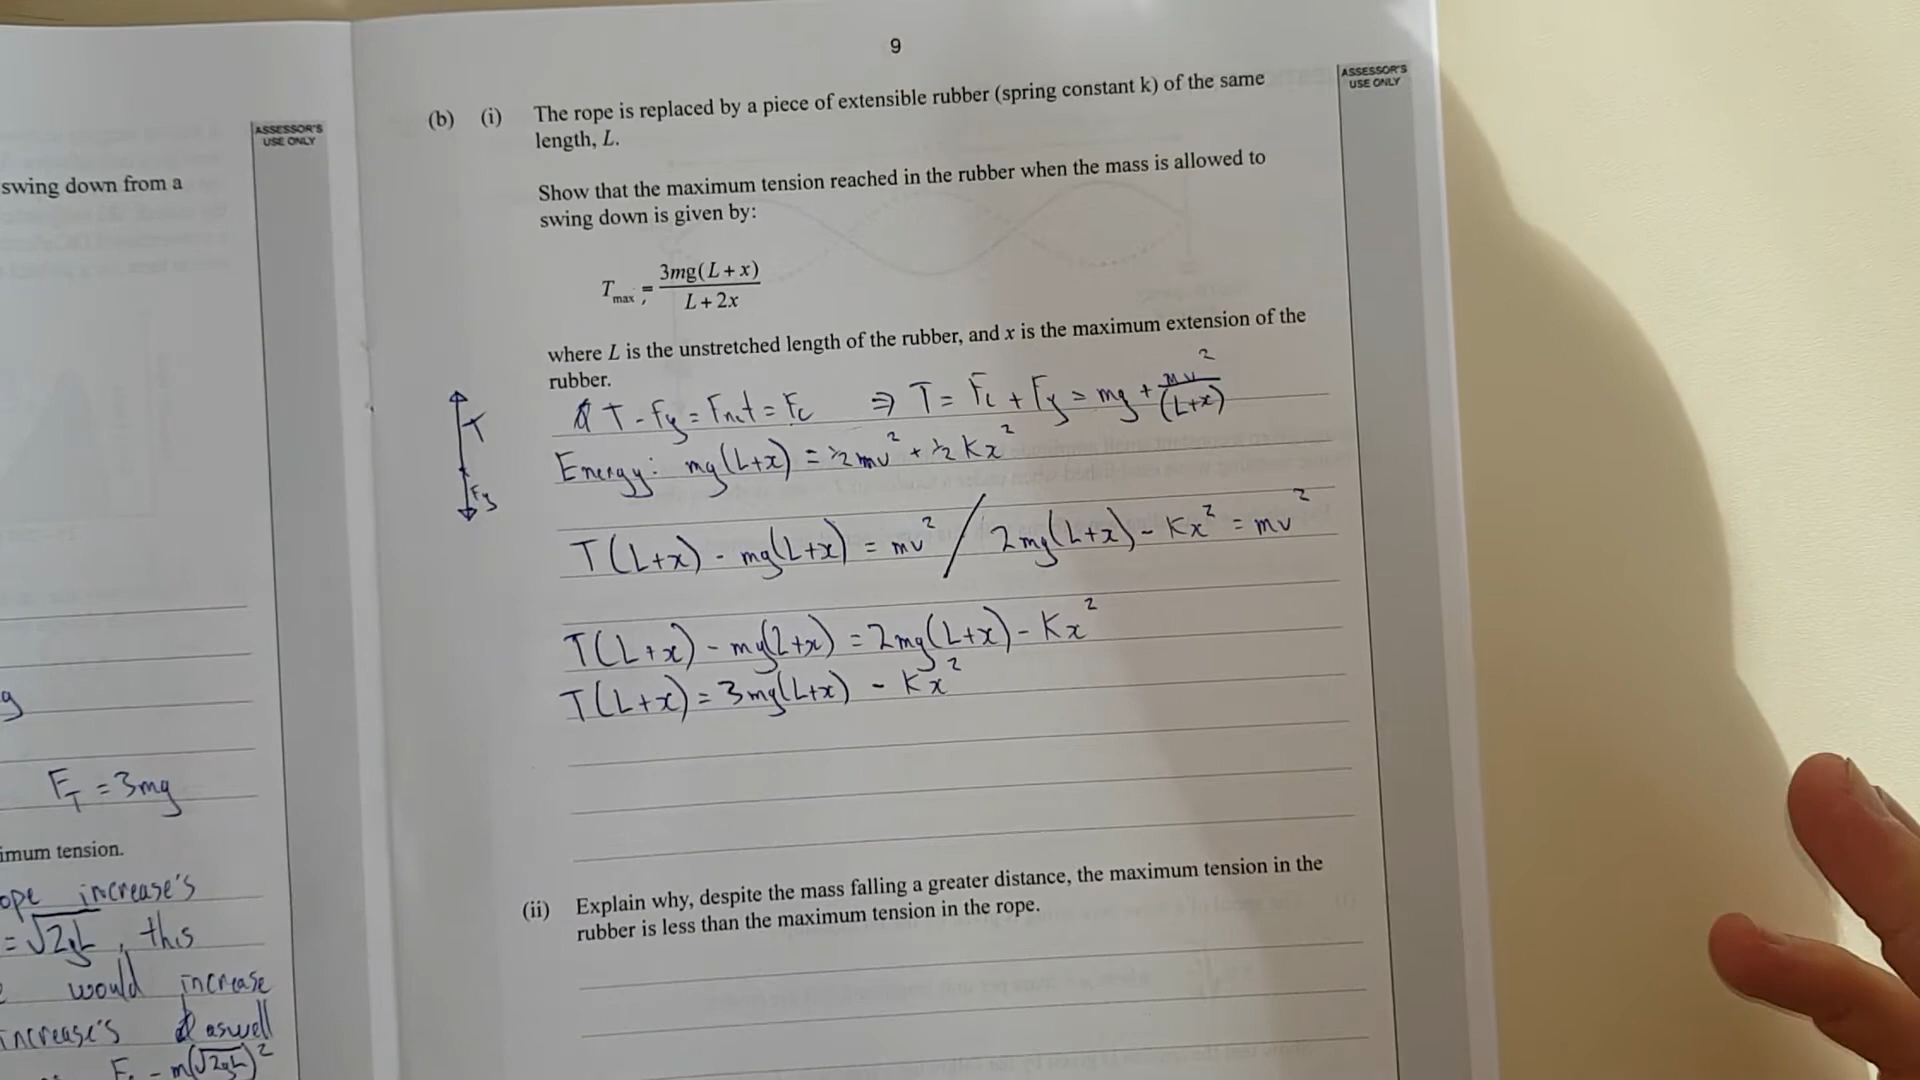 9
ASSESSOR'S
USE ONLY
swing down from a
g
F_T = 3mg
imum tension.
ope increase's
= √2gL, this
would increase
increase's aswell
m(√2gL)²
ASSESSOR'S
USE ONLY
(b) (i) The rope is replaced by a piece of extensible rubber (spring constant k) of the same
length, L.
Show that the maximum tension reached in the rubber when the mass is allowed to
swing down is given by:
T_max = 3mg(L + x) / L + 2x
where L is the unstretched length of the rubber, and x is the maximum extension of the
rubber.
T
Fg
T - Fg = Fnet = Fc ⇒ T = Fc + Fg = mg + mv²/(L+x)
Energy: mg(L+x) = ½mv² + ½Kx²
T(L+x) - mg(L+x) = mv² / 2mg(L+x) - Kx² = mv²
T(L+x) - mg(L+x) = 2mg(L+x) - Kx²
T(L+x) = 3mg(L+x) - Kx²
(ii) Explain why, despite the mass falling a greater distance, the maximum tension in the
rubber is less than the maximum tension in the rope.